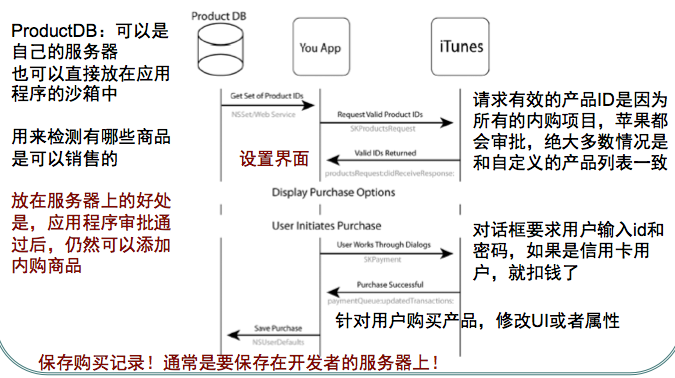 Product DB
You App
iTunes
ProductDB：可以是
自己的服务器
也可以直接放在应用
程序的沙箱中
用来检测有哪些商品
是可以销售的
放在服务器上的好处
是，应用程序审批通
过后，仍然可以添加
内购商品
Get Set of Product IDs
NSSet/Web Service
Request Valid Product IDs
SKProductsRequest
设置界面
Valid IDs Returned
productsRequest:didReceiveResponse:
请求有效的产品ID是因为
所有的内购项目，苹果都
会审批，绝大多数情况是
和自定义的产品列表一致
Display Purchase Options
User Initiates Purchase
User Works Through Dialogs
SKPayment
对话框要求用户输入id和
密码，如果是信用卡用
户，就扣钱了
Purchase Successful
paymentQueue:updatedTransactions:
针对用户购买产品，修改UI或者属性
Save Purchase
NSUserDefaults
保存购买记录！通常是要保存在开发者的服务器上！